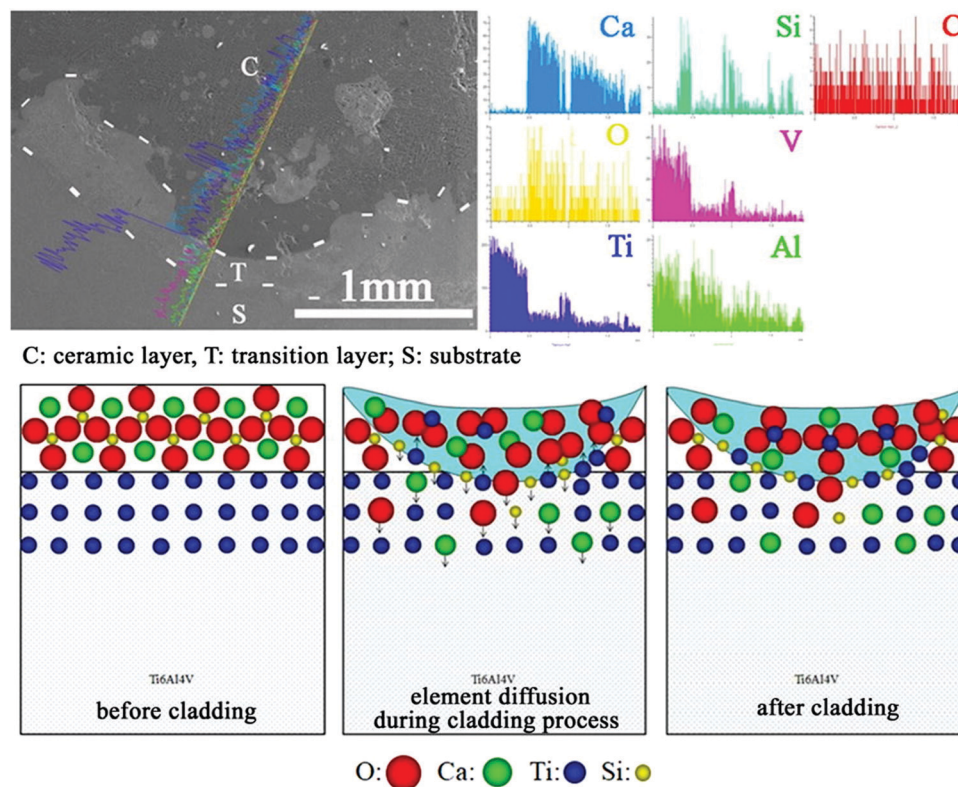 C
T
S
1mm
Ca
Si
O
V
Ti
Al
C: ceramic layer, T: transition layer; S: substrate
Ti6Al4V
before cladding
Ti6Al4V
element diffusion
during cladding process
Ti6Al4V
after cladding
O: Ca: Ti: Si: